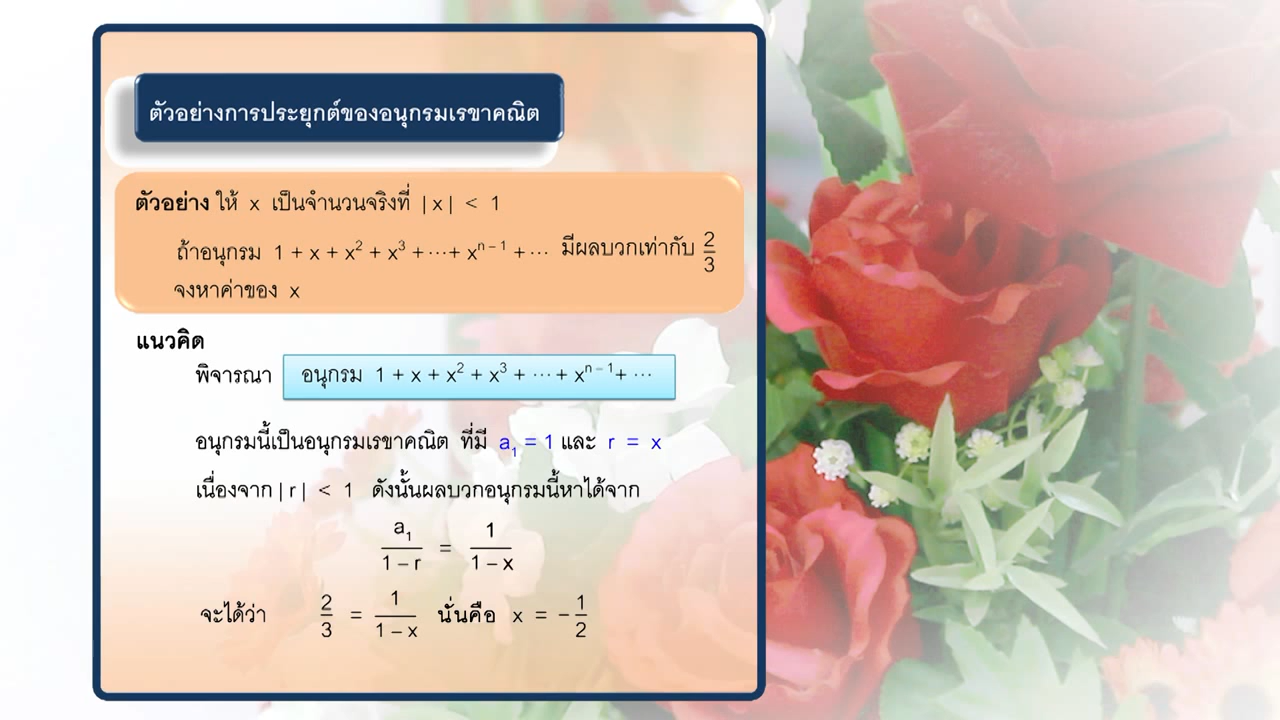 ตัวอย่างการประยุกต์ของอนุกรมเรขาคณิต
ตัวอย่าง ให้ x เป็นจำนวนจริงที่ | x | < 1
ถ้าอนุกรม 1 + x + x² + x³ + ⋯ + xⁿ⁻¹ + ⋯ มีผลบวกเท่ากับ 2/3
จงหาค่าของ x
แนวคิด
พิจารณา อนุกรม 1 + x + x² + x³ + ⋯ + xⁿ⁻¹ + ⋯
อนุกรมนี้เป็นอนุกรมเรขาคณิต ที่มี a₁ = 1 และ r = x
เนื่องจาก | r | < 1 ดังนั้นผลบวกอนุกรมนี้หาได้จาก
a₁/(1 – r) = 1/(1 – x)
จะได้ว่า 2/3 = 1/(1 – x) นั่นคือ x = –1/2